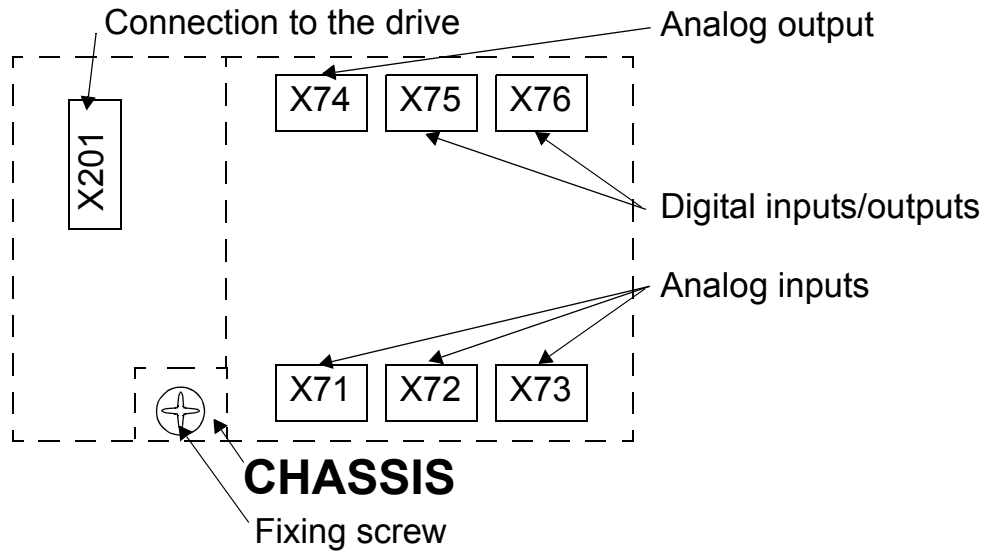 Connection to the drive
Analog output
X74 X75 X76
X201
Digital inputs/outputs
Analog inputs
X71 X72 X73
CHASSIS
Fixing screw